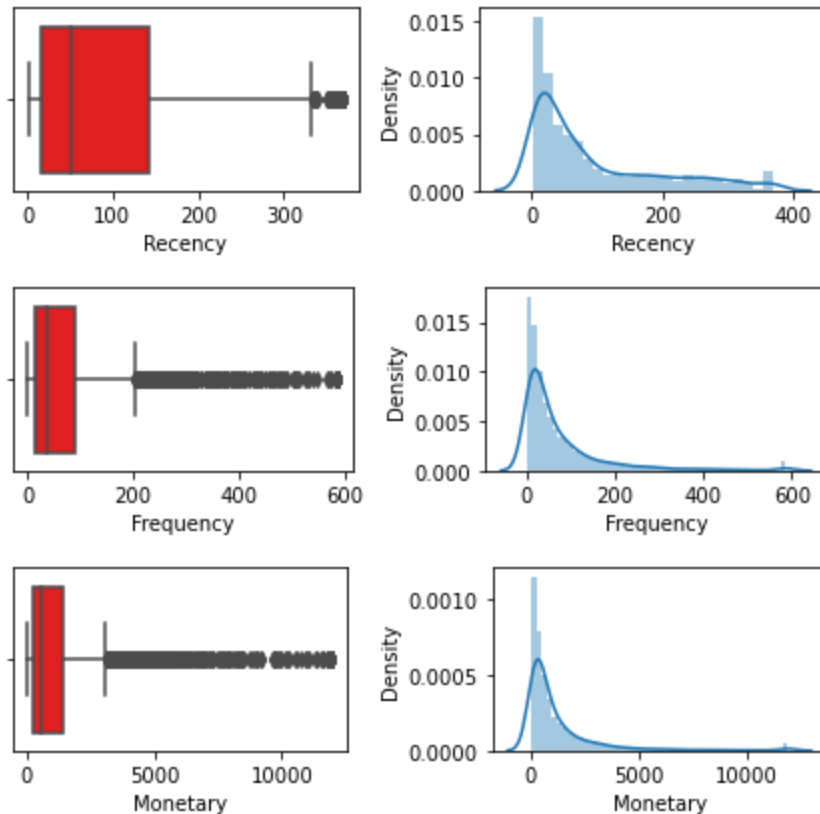 0 100 200 300
Recency
0.015
0.010
0.005
0.000
Density
0 200 400
Recency
0 200 400 600
Frequency
0.015
0.010
0.005
0.000
Density
0 200 400 600
Frequency
0 5000 10000
Monetary
0.0010
0.0005
0.0000
Density
0 5000 10000
Monetary